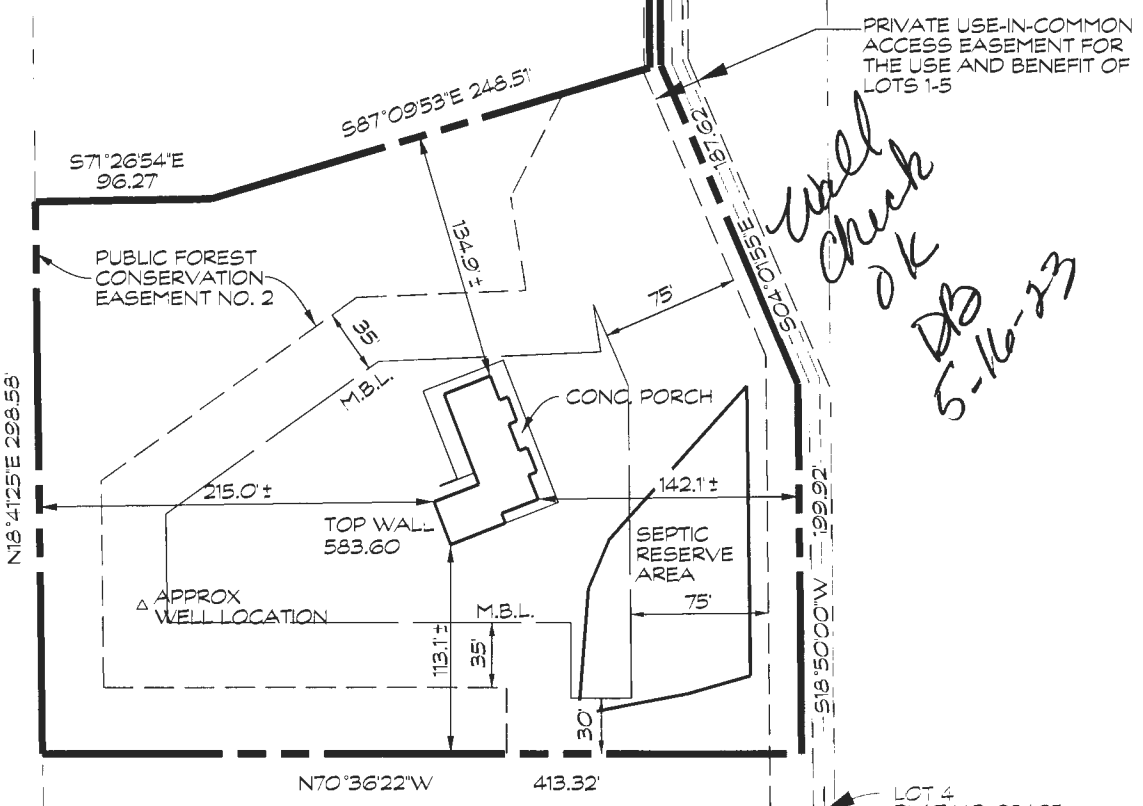 PRIVATE USE-IN-COMMON
ACCESS EASEMENT FOR
THE USE AND BENEFIT OF
LOTS 1-5
S87°09'53"E 248.51'
S71°26'54"E
96.27'
187.62'
S04°01'55"E
Wall
Check
OK
DB
5-16-23
PUBLIC FOREST
CONSERVATION
EASEMENT NO. 2
134.9'±
75'
35'
M.B.L.
CONC. PORCH
N18°41'25"E 298.58'
215.0'±
142.1'±
199.92'
TOP WALL
583.60
SEPTIC
RESERVE
AREA
APPROX
WELL LOCATION
M.B.L.
75'
113.1'±
35'
S18°50'00"W
30'
N70°36'22"W 413.32'
LOT 4